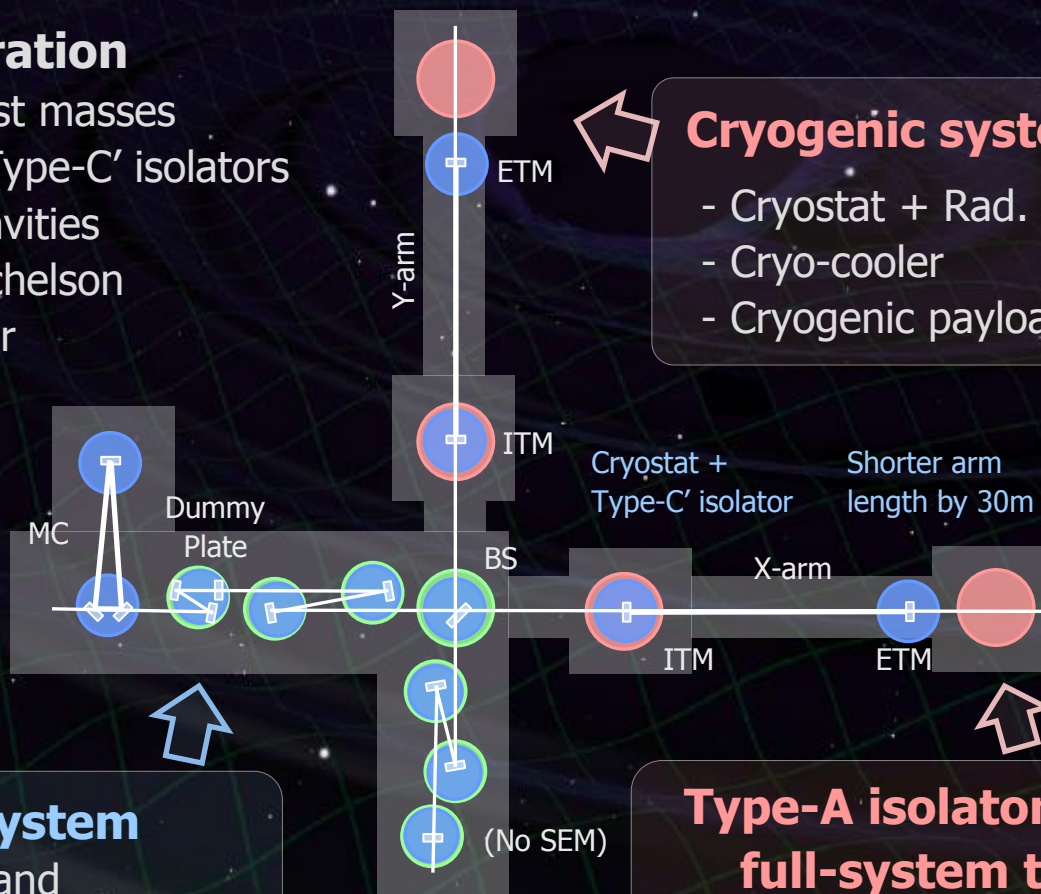 ration
st masses
Type-C’ isolators
avities
chelson
r
Cryogenic syste
- Cryostat + Rad.
- Cryo-cooler
- Cryogenic payloa
ETM
Y-arm
ITM
Cryostat +
Type-C’ isolator
Shorter arm
length by 30m
MC
Dummy
Plate
BS
X-arm
ITM
ETM
(No SEM)
ystem
and
Type-A isolator
full-system t